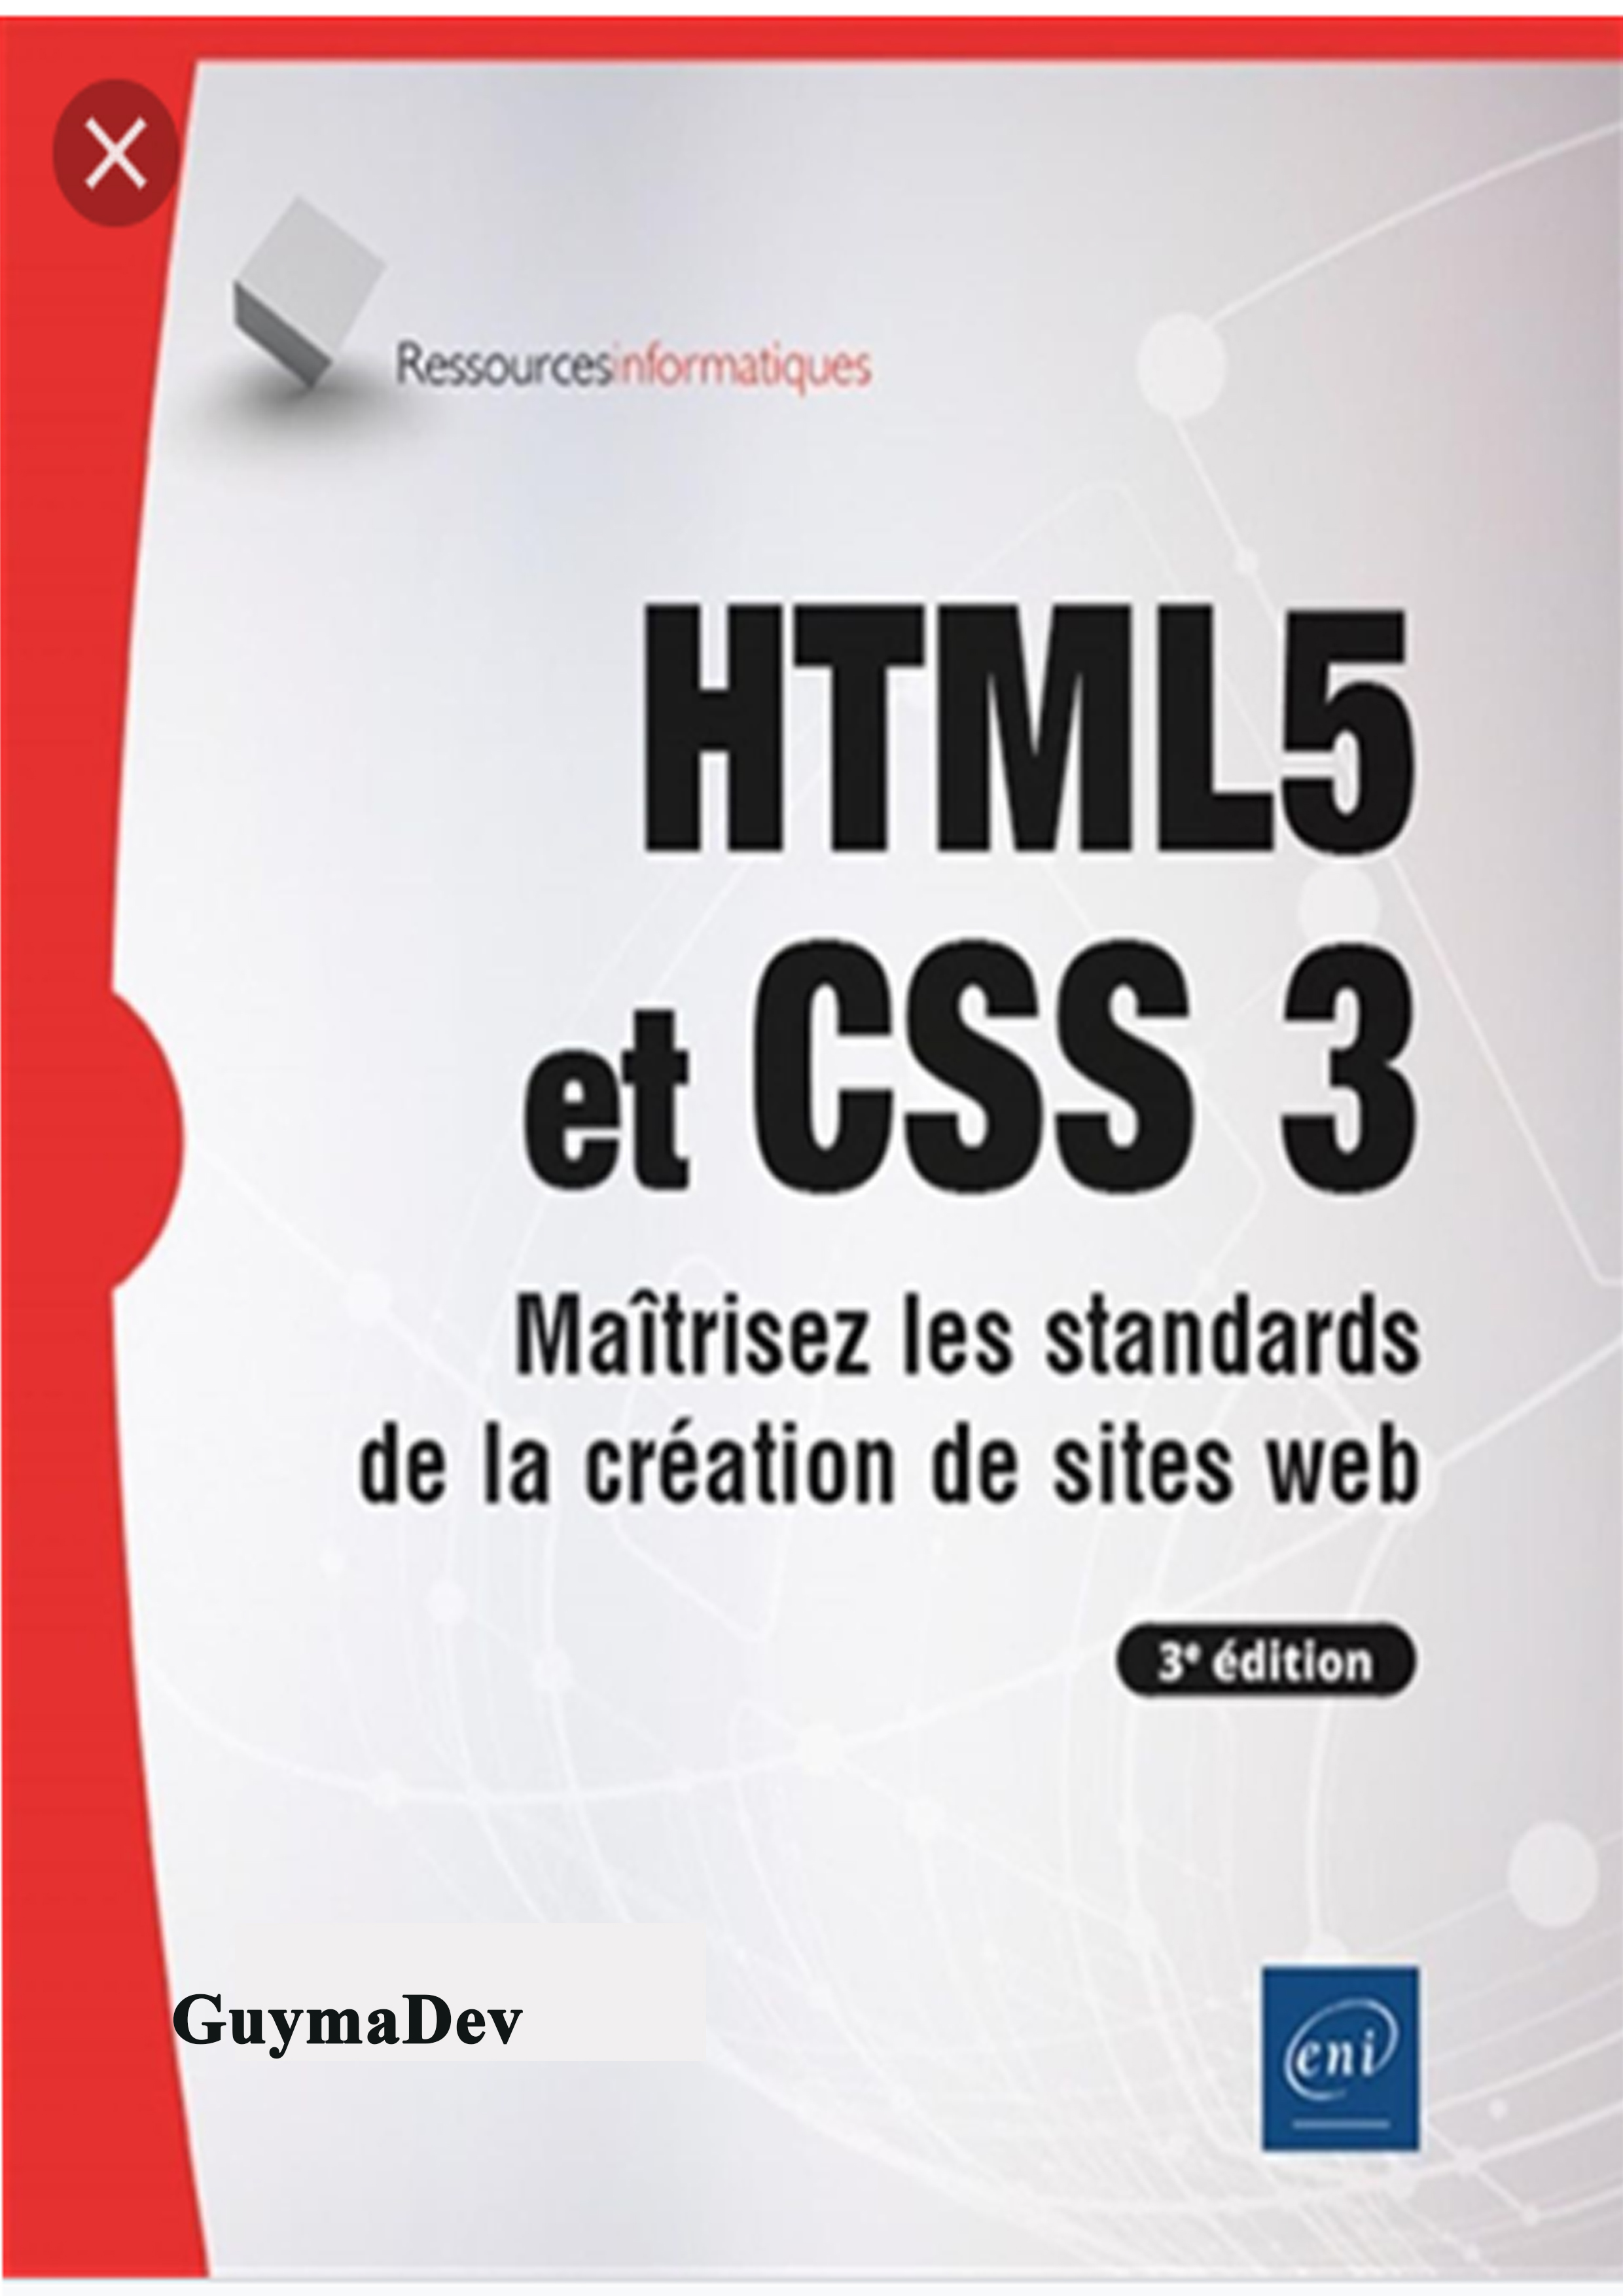 Ressourcesinformatiques
HTML5
et CSS 3
Maîtrisez les standards
de la création de sites web
3e édition
GuymaDev
eni